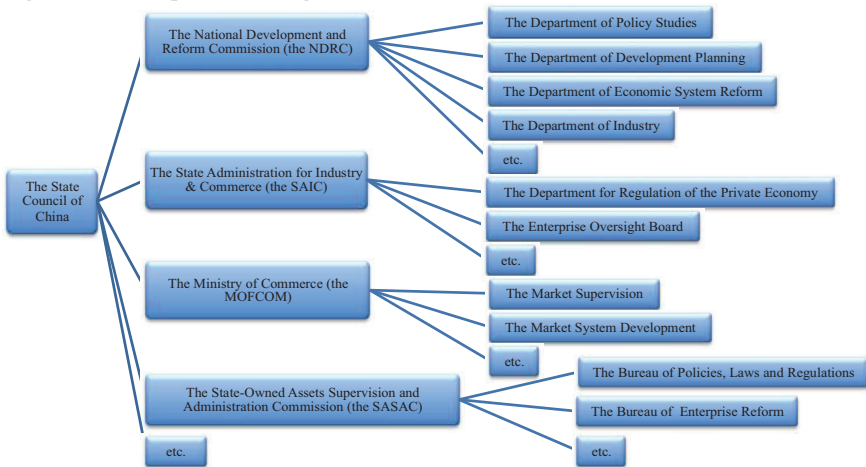 The National Development and
Reform Commission (the NDRC)
The Department of Policy Studies
The Department of Development Planning
The Department of Economic System Reform
The Department of Industry
etc.
The State
Council of
China
The State Administration for Industry
& Commerce (the SAIC)
The Department for Regulation of the Private Economy
The Enterprise Oversight Board
etc.
The Ministry of Commerce (the
MOFCOM)
The Market Supervision
The Market System Development
etc.
The State-Owned Assets Supervision and
Administration Commission (the SASAC)
The Bureau of Policies, Laws and Regulations
The Bureau of Enterprise Reform
etc.
etc.